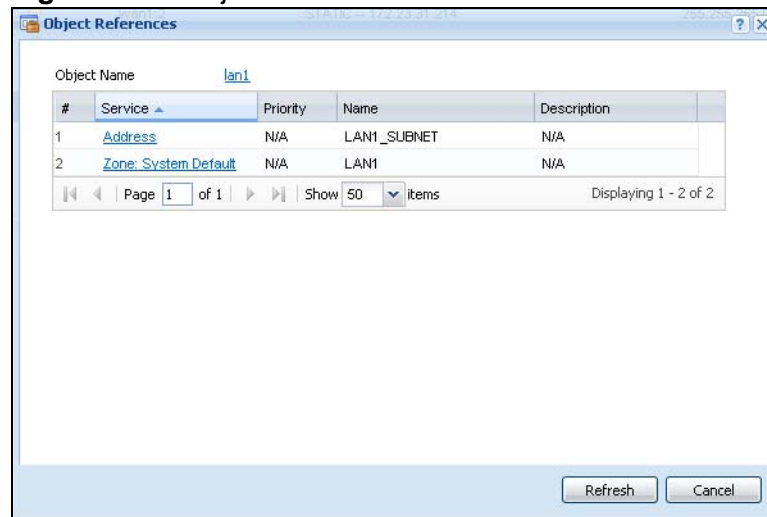 Object References
? X
Object Name lan1
# Service Priority Name Description
1 Address N/A LAN1_SUBNET N/A
2 Zone: System Default N/A LAN1 N/A
Page 1 of 1 Show 50 items Displaying 1 - 2 of 2
Refresh Cancel